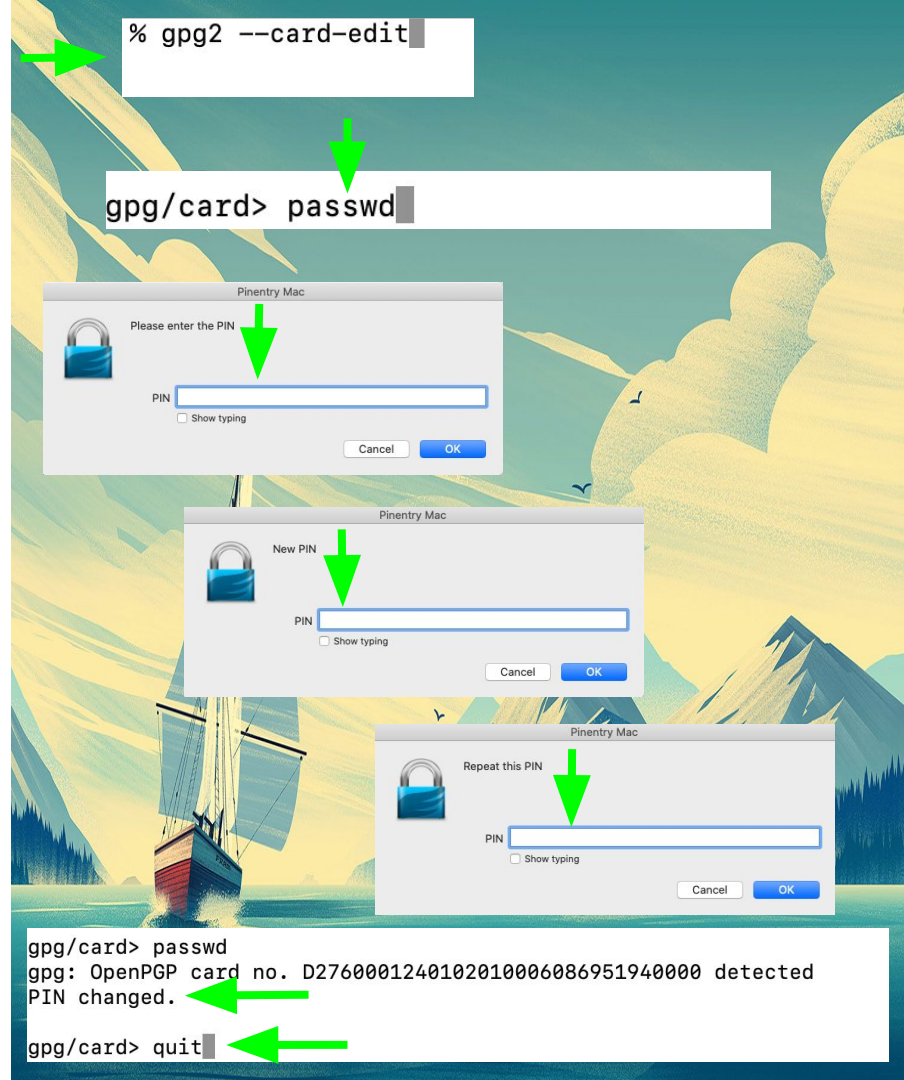 % gpg2 --card-edit
gpg/card> passwd
Pinentry Mac
Please enter the PIN
PIN
Show typing
Cancel OK
Pinentry Mac
New PIN
PIN
Show typing
Cancel OK
Pinentry Mac
Repeat this PIN
PIN
Show typing
Cancel OK
gpg/card> passwd
gpg: OpenPGP card no. D2760001240102010006086951940000 detected
PIN changed.
gpg/card> quit